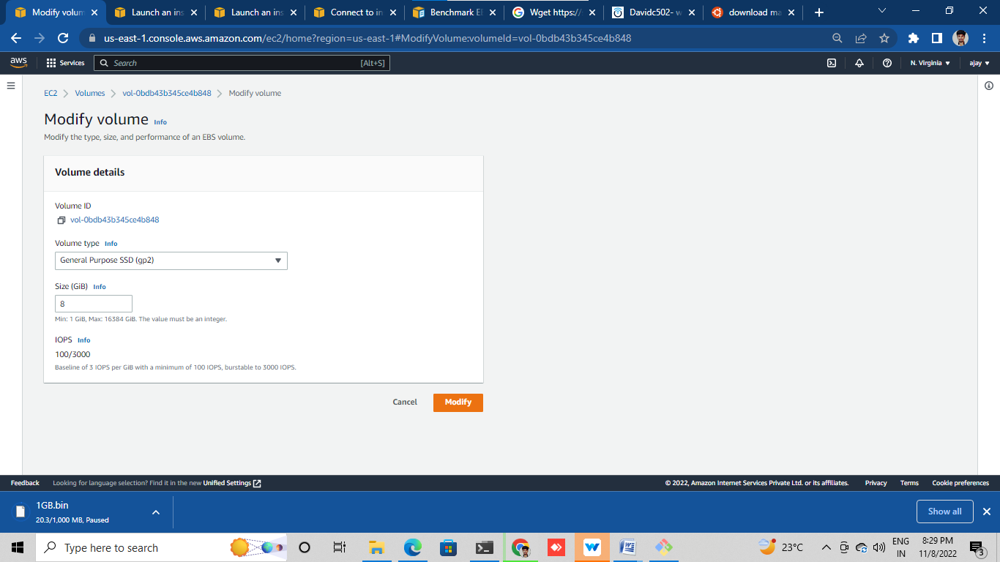 Modify volum
Launch an ins
Launch an ins
Connect to in
Benchmark E
Wget https://
Davidc502- w
download ma
us-east-1.console.aws.amazon.com/ec2/home?region=us-east-1#ModifyVolume:volumeId=vol-0bdb43b345ce4b848
aws
Services
Search
[Alt+S]
N. Virginia
ajay
EC2
Volumes
vol-0bdb43b345ce4b848
Modify volume
Modify volume Info
Modify the type, size, and performance of an EBS volume.
Volume details
Volume ID
vol-0bdb43b345ce4b848
Volume type Info
General Purpose SSD (gp2)
Size (GiB) Info
8
Min: 1 GiB, Max: 16384 GiB. The value must be an integer.
IOPS Info
100/3000
Baseline of 3 IOPS per GiB with a minimum of 100 IOPS, burstable to 3000 IOPS.
Cancel
Modify
Feedback
Looking for language selection? Find it in the new Unified Settings
© 2022, Amazon Internet Services Private Ltd. or its affiliates.
Privacy
Terms
Cookie preferences
1GB.bin
20.3/1,000 MB, Paused
Show all
Type here to search
23°C
ENG
IN
8:29 PM
11/8/2022
3